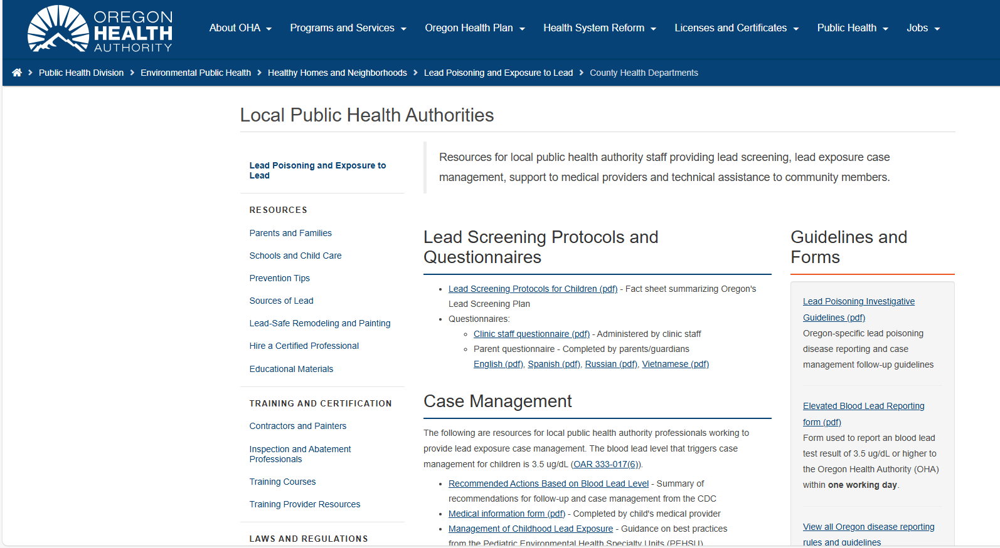 OREGON
HEALTH
AUTHORITY
About OHA
Programs and Services
Oregon Health Plan
Health System Reform
Licenses and Certificates
Public Health
Jobs
Public Health Division
Environmental Public Health
Healthy Homes and Neighborhoods
Lead Poisoning and Exposure to Lead
County Health Departments
Local Public Health Authorities
Lead Poisoning and Exposure to
Lead
RESOURCES
Parents and Families
Schools and Child Care
Prevention Tips
Sources of Lead
Lead-Safe Remodeling and Painting
Hire a Certified Professional
Educational Materials
TRAINING AND CERTIFICATION
Contractors and Painters
Inspection and Abatement
Professionals
Training Courses
Training Provider Resources
LAWS AND REGULATIONS
Resources for local public health authority staff providing lead screening, lead exposure case
management, support to medical providers and technical assistance to community members.
Lead Screening Protocols and
Questionnaires
Lead Screening Protocols for Children (pdf) - Fact sheet summarizing Oregon's
Lead Screening Plan
Questionnaires:
Clinic staff questionnaire (pdf) - Administered by clinic staff
Parent questionnaire - Completed by parents/guardians
English (pdf), Spanish (pdf), Russian (pdf), Vietnamese (pdf)
Case Management
The following are resources for local public health authority professionals working to
provide lead exposure case management. The blood lead level that triggers case
management for children is 3.5 ug/dL (OAR 333-017(6)).
Recommended Actions Based on Blood Lead Level - Summary of
recommendations for follow-up and case management from the CDC
Medical information form (pdf) - Completed by child's medical provider
Management of Childhood Lead Exposure - Guidance on best practices
from the Pediatric Environmental Health Specialty Units (PEHSU)
Guidelines and
Forms
Lead Poisoning Investigative
Guidelines (pdf)
Oregon-specific lead poisoning
disease reporting and case
management follow-up guidelines
Elevated Blood Lead Reporting
form (pdf)
Form used to report an blood lead
test result of 3.5 ug/dL or higher to
the Oregon Health Authority (OHA)
within one working day.
View all Oregon disease reporting
rules and guidelines